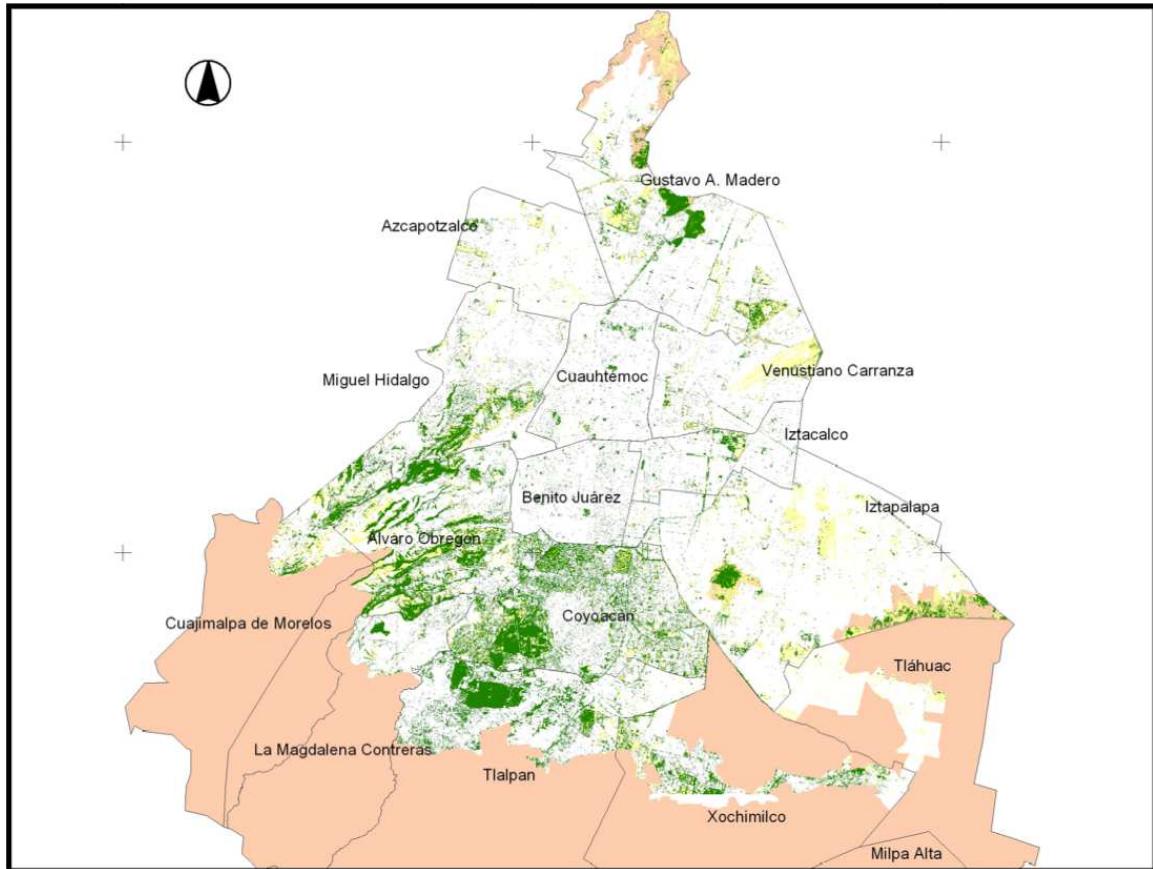 Gustavo A. Madero
Azcapotzalco
Miguel Hidalgo
Cuauhtémoc
Venustiano Carranza
Iztacalco
Benito Juárez
Iztapalapa
Alvaro Obregón
Coyoacán
Cuajimalpa de Morelos
Tláhuac
La Magdalena Contreras
Tlalpan
Xochimilco
Milpa Alta